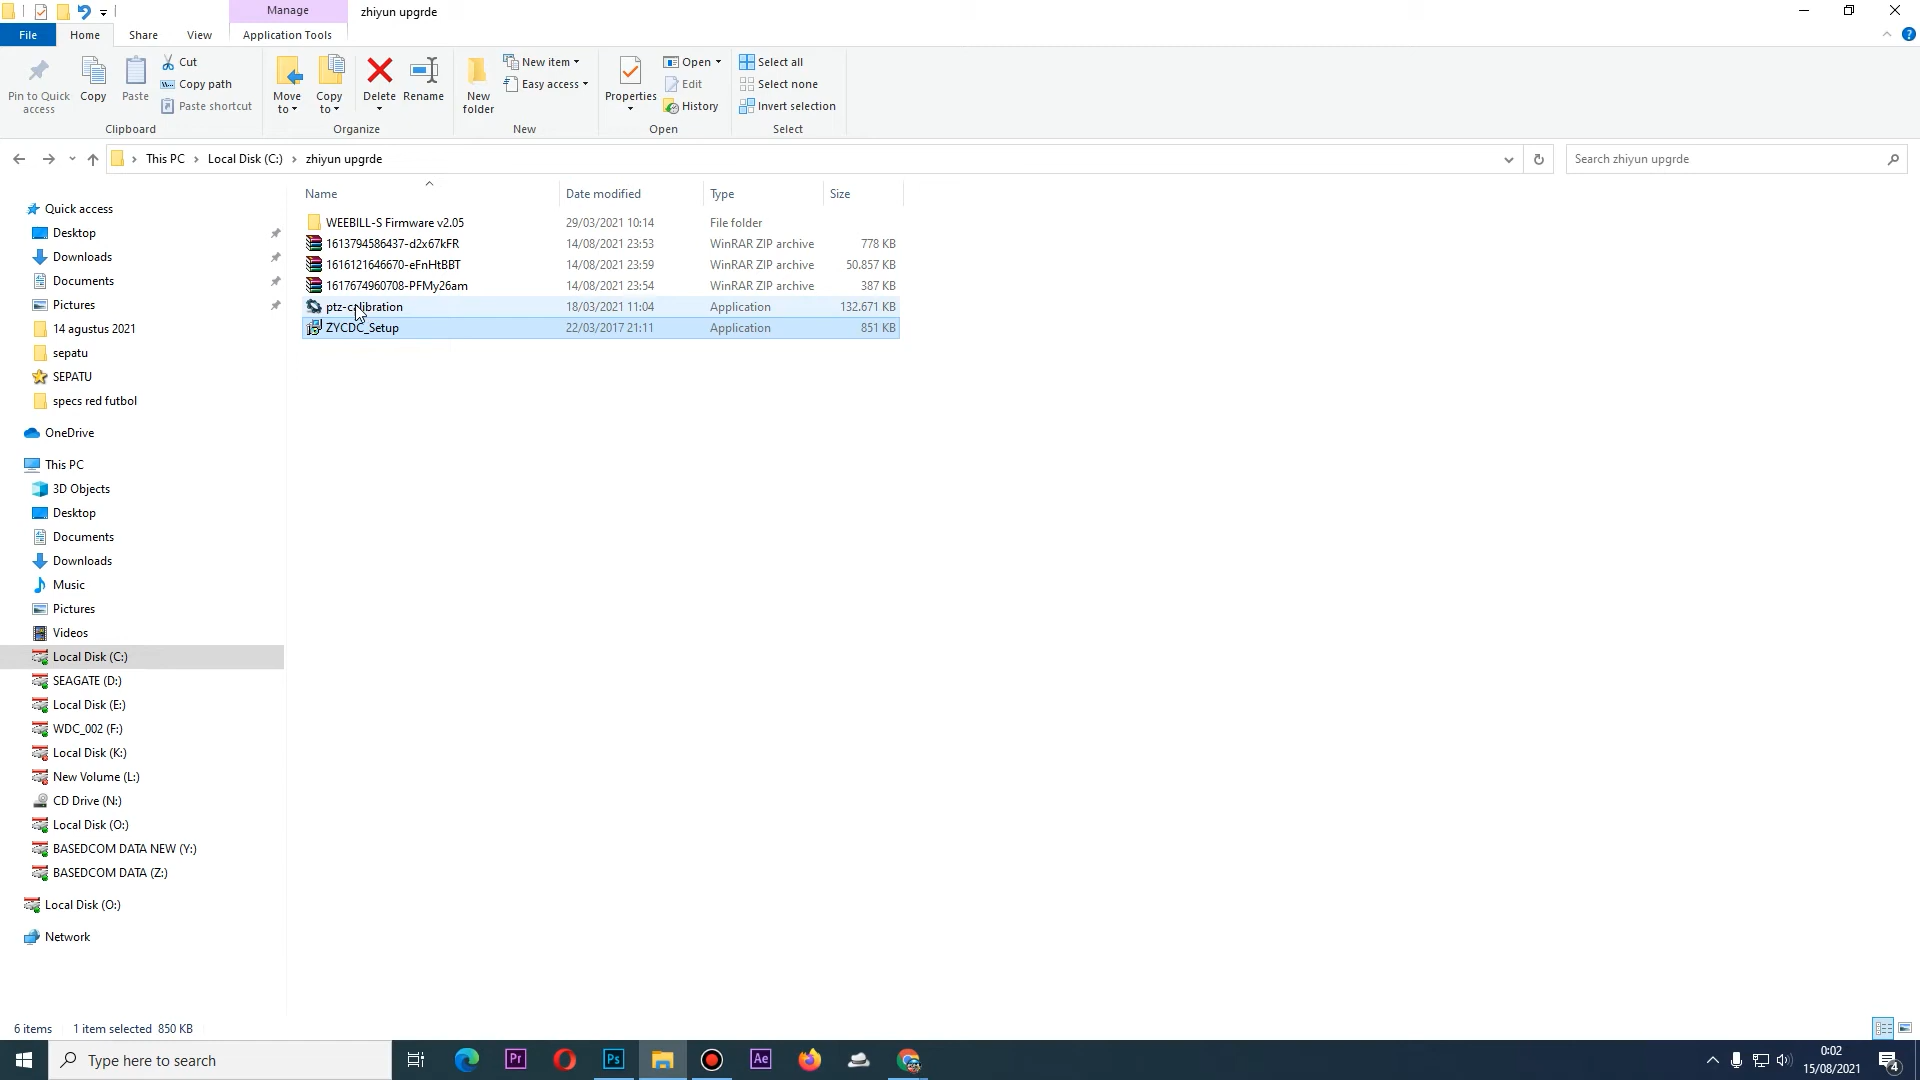 Manage
zhiyun upgrde
File
Home
Share
View
Application Tools
Pin to Quick access
Copy
Paste
Cut
Copy path
Paste shortcut
Clipboard
Move to
Copy to
Delete
Rename
Organize
New folder
New item
Easy access
New
Properties
Open
Edit
History
Open
Select all
Select none
Invert selection
Select
This PC
Local Disk (C:)
zhiyun upgrde
Search zhiyun upgrde
Name
Date modified
Type
Size
WEEBILL-S Firmware v2.05 29/03/2021 10:14 File folder
1613794586437-d2x67kFR 14/08/2021 23:53 WinRAR ZIP archive 778 KB
1616121646670-eFnHtBBT 14/08/2021 23:59 WinRAR ZIP archive 50.857 KB
1617674960708-PFMy26am 14/08/2021 23:54 WinRAR ZIP archive 387 KB
ptz-calibration 18/03/2021 11:04 Application 132.671 KB
ZYCDC_Setup 22/03/2017 21:11 Application 851 KB
Quick access
Desktop
Downloads
Documents
Pictures
14 agustus 2021
sepatu
SEPATU
specs red futbol
OneDrive
This PC
3D Objects
Desktop
Documents
Downloads
Music
Pictures
Videos
Local Disk (C:)
SEAGATE (D:)
Local Disk (E:)
WDC_002 (F:)
Local Disk (K:)
New Volume (L:)
CD Drive (N:)
Local Disk (O:)
BASEDCOM DATA NEW (Y:)
BASEDCOM DATA (Z:)
Local Disk (O:)
Network
6 items 1 item selected 850 KB
Type here to search
Pr
Ps
Ae
0:02
15/08/2021
4